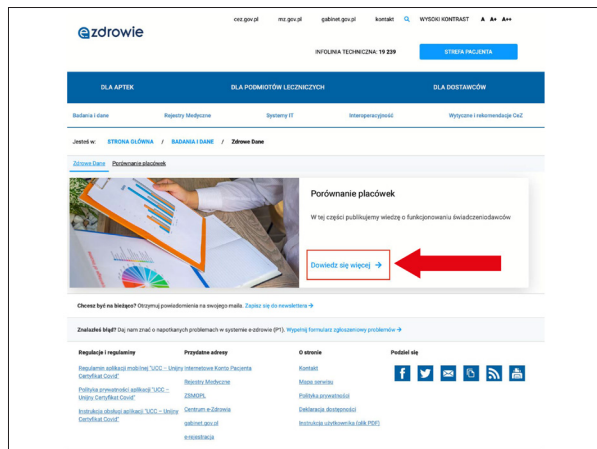 cez.gov.pl mz.gov.pl gabinet.gov.pl kontakt WYSOKI KONTRAST A A+ A++
ezdrowie
INFOLINIA TECHNICZNA: 19 239 STREFA PACJENTA
DLA APTEK DLA PODMIOTÓW LECZNICZYCH DLA DOSTAWCÓW
Badania i dane Rejestry Medyczne Systemy IT Interoperacyjność Wytyczne i rekomendacje CeZ
Jesteś w: STRONA GŁÓWNA / BADANIA I DANE / Zdrowe Dane
Zdrowe Dane Porównanie placówek
Porównanie placówek
W tej części publikujemy wiedzę o funkcjonowaniu świadczeniodawców
Dowiedz się więcej →
Chcesz być na bieżąco? Otrzymuj powiadomienia na swojego maila. Zapisz się do newslettera →
Znalazłeś błąd? Daj nam znać o napotkanych problemach w systemie e-zdrowie (P1). Wypełnij formularz zgłoszeniowy problemów →
Regulacje i regulaminy Przydatne adresy O stronie Podziel się
Regulamin aplikacji mobilnej "UCC – Unijny Certyfikat Covid"
Polityka prywatności aplikacji "UCC – Unijny Certyfikat Covid"
Instrukcja obsługi aplikacji "UCC – Unijny Certyfikat Covid"
Internetowe Konto Pacjenta
Rejestry Medyczne
ZSMOPL
Centrum e-Zdrowia
gabinet.gov.pl
e-rejestracja
Kontakt
Mapa serwisu
Polityka prywatności
Deklaracja dostępności
Instrukcja użytkownika (plik PDF)